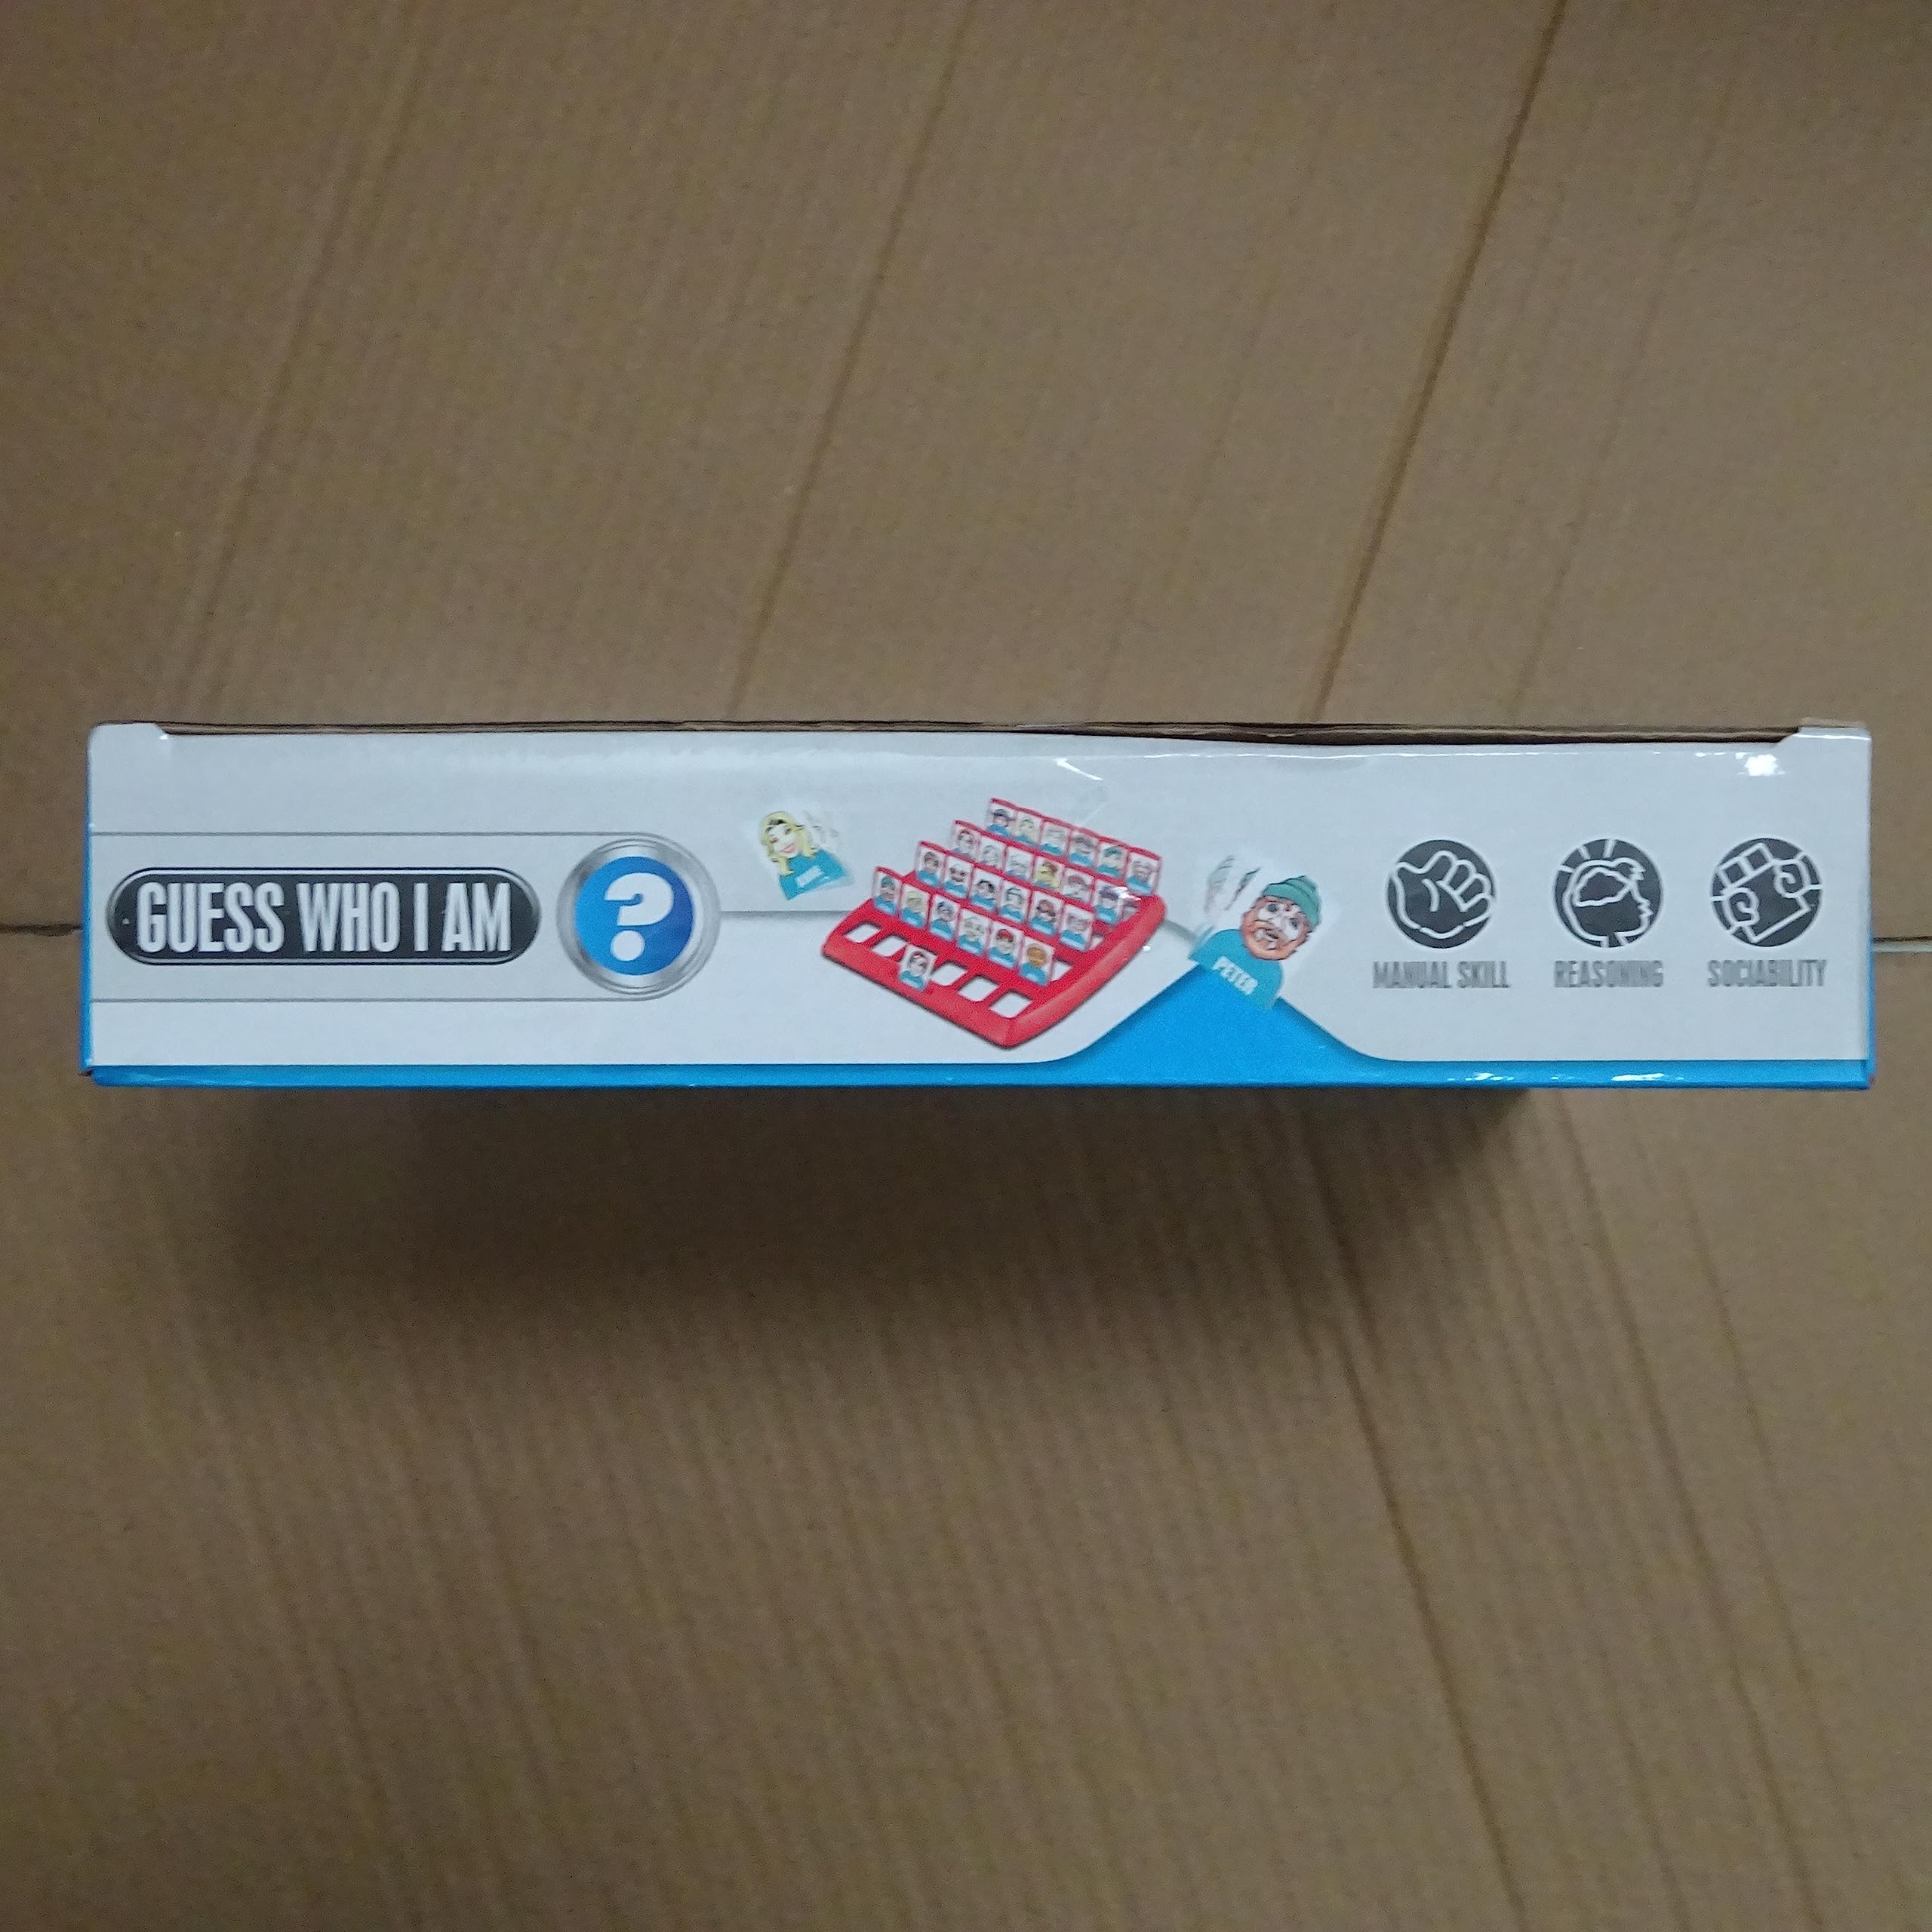 GUESS WHO I AM
?
PETER
MANUAL SKILL
REASONING
SOCIABILITY